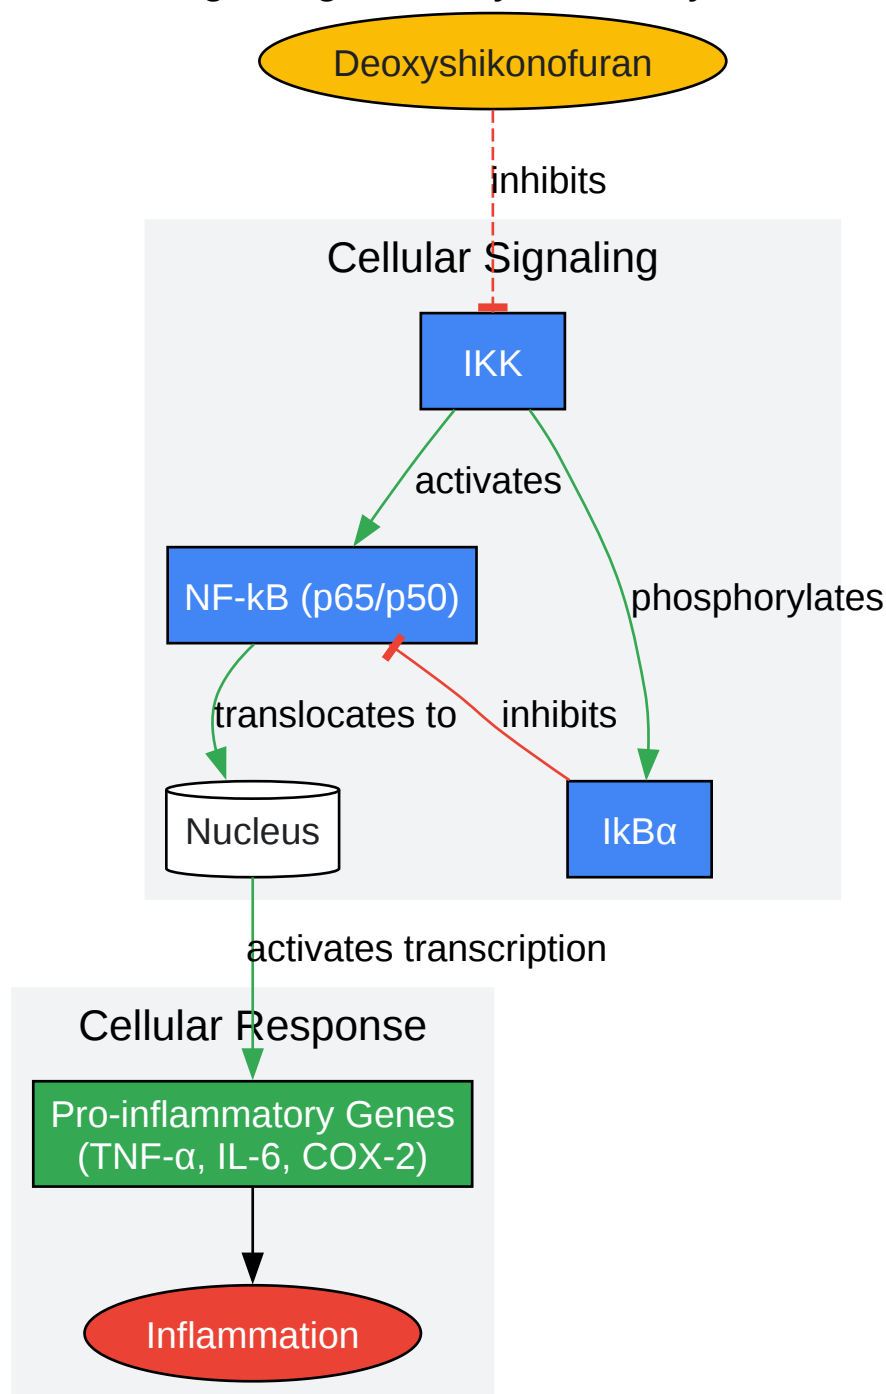 Deoxyshikonofuran
inhibits
Cellular Signaling
IKK
activates
NF-kB (p65/p50)
phosphorylates
translocates to
inhibits
Nucleus
IkBα
activates transcription
Cellular Response
Pro-inflammatory Genes
(TNF-α, IL-6, COX-2)
Inflammation